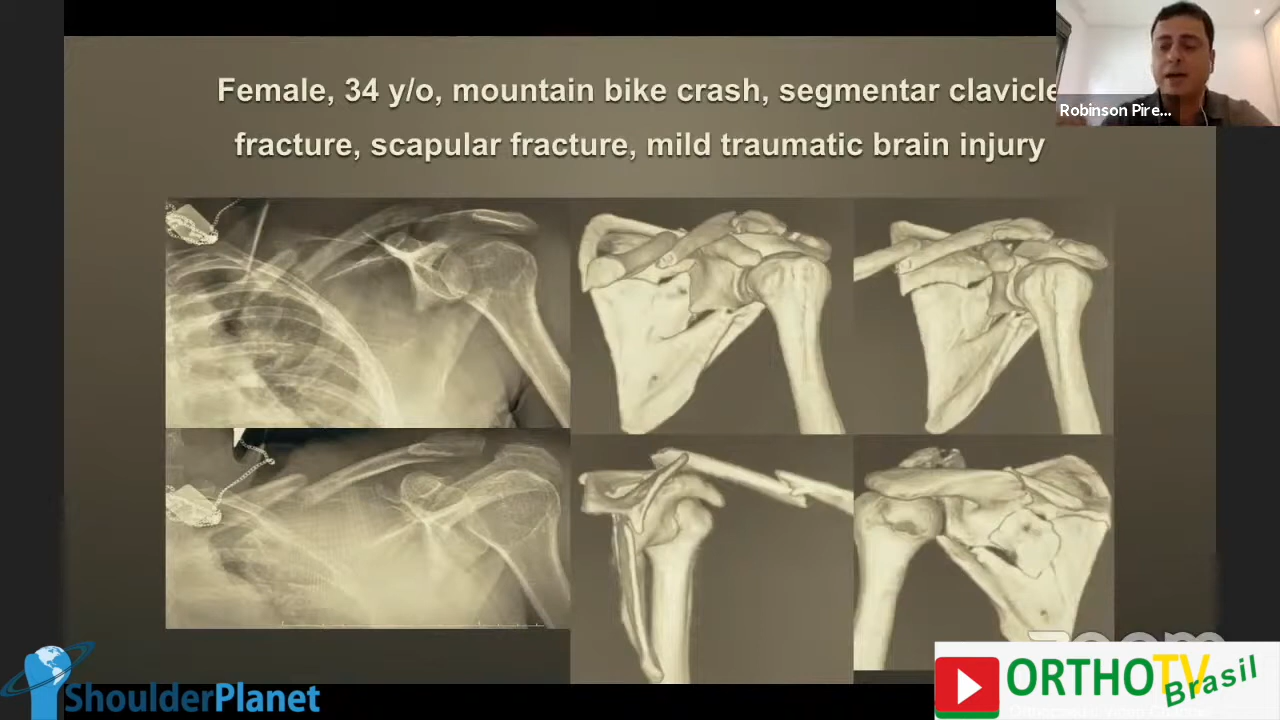 Female, 34 y/o, mountain bike crash, segmentar clavicle
fracture, scapular fracture, mild traumatic brain injury
Robinson Pire...
zoom
ShoulderPlanet
ORTHOTV
Brasil